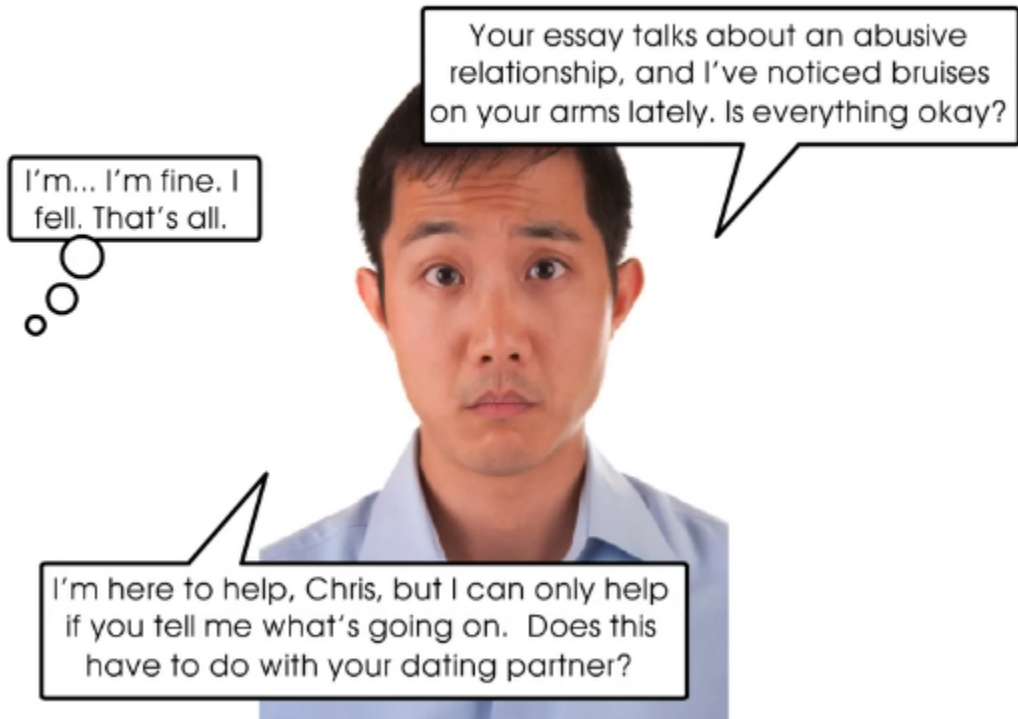 Your essay talks about an abusive
relationship, and I've noticed bruises
on your arms lately. Is everything okay?
I'm... I'm fine. I
fell. That's all.
I'm here to help, Chris, but I can only help
if you tell me what's going on.  Does this
have to do with your dating partner?